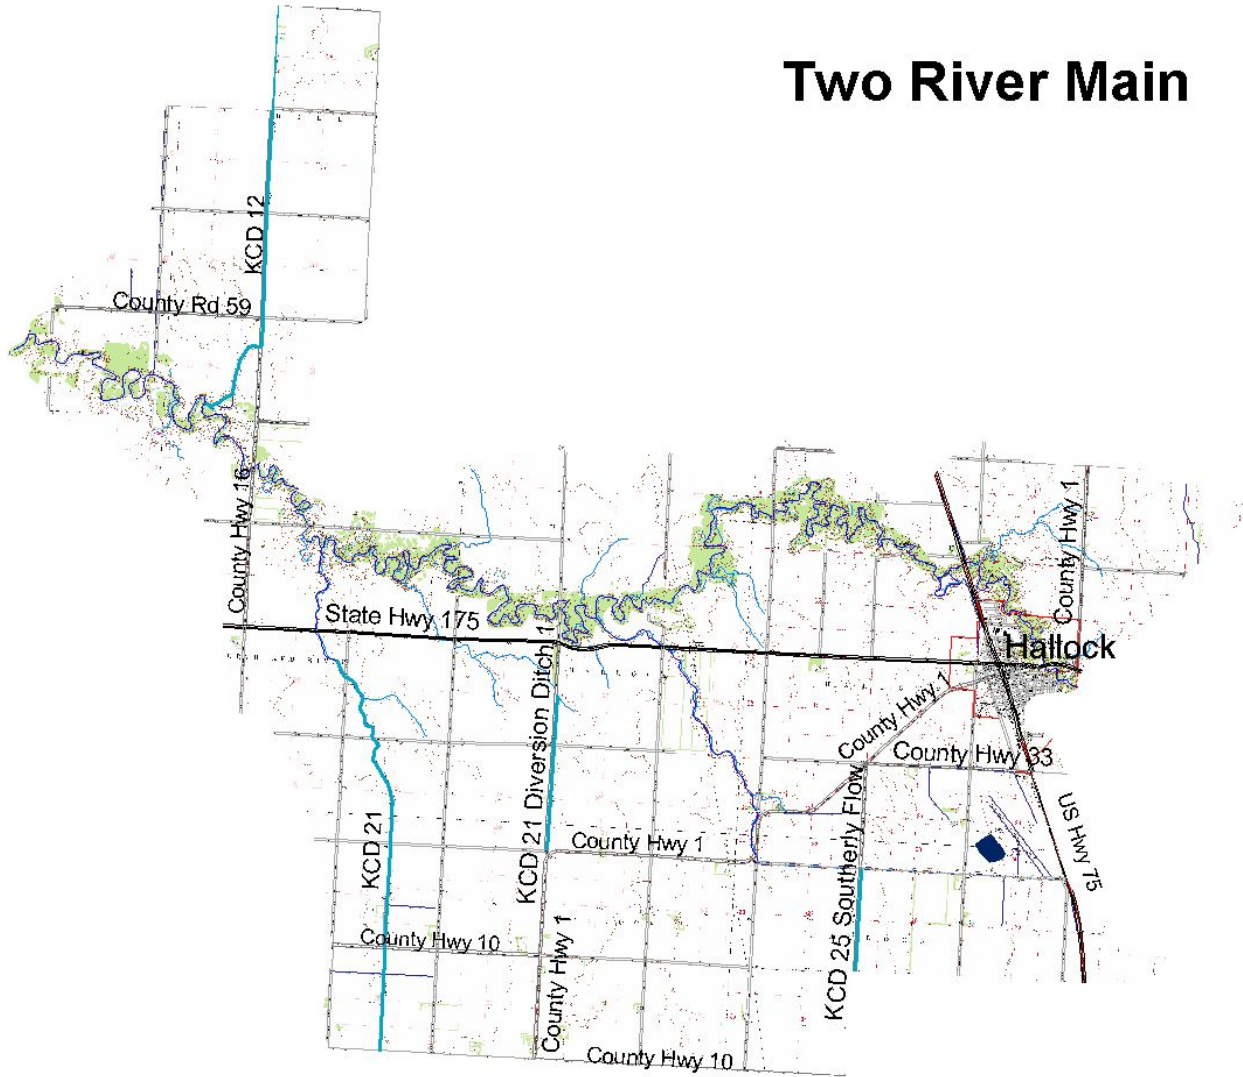 Two River Main
KCD 12
County Rd 59
County Hwy 16
County Hwy 1
State Hwy 175
Hallock
County Hwy 1
County Hwy 33
KCD 21 Diversion Ditch 1
KCD 21
KCD 25 Southerly Flow
US Hwy 75
County Hwy 1
County Hwy 10
County Hwy 1
County Hwy 10